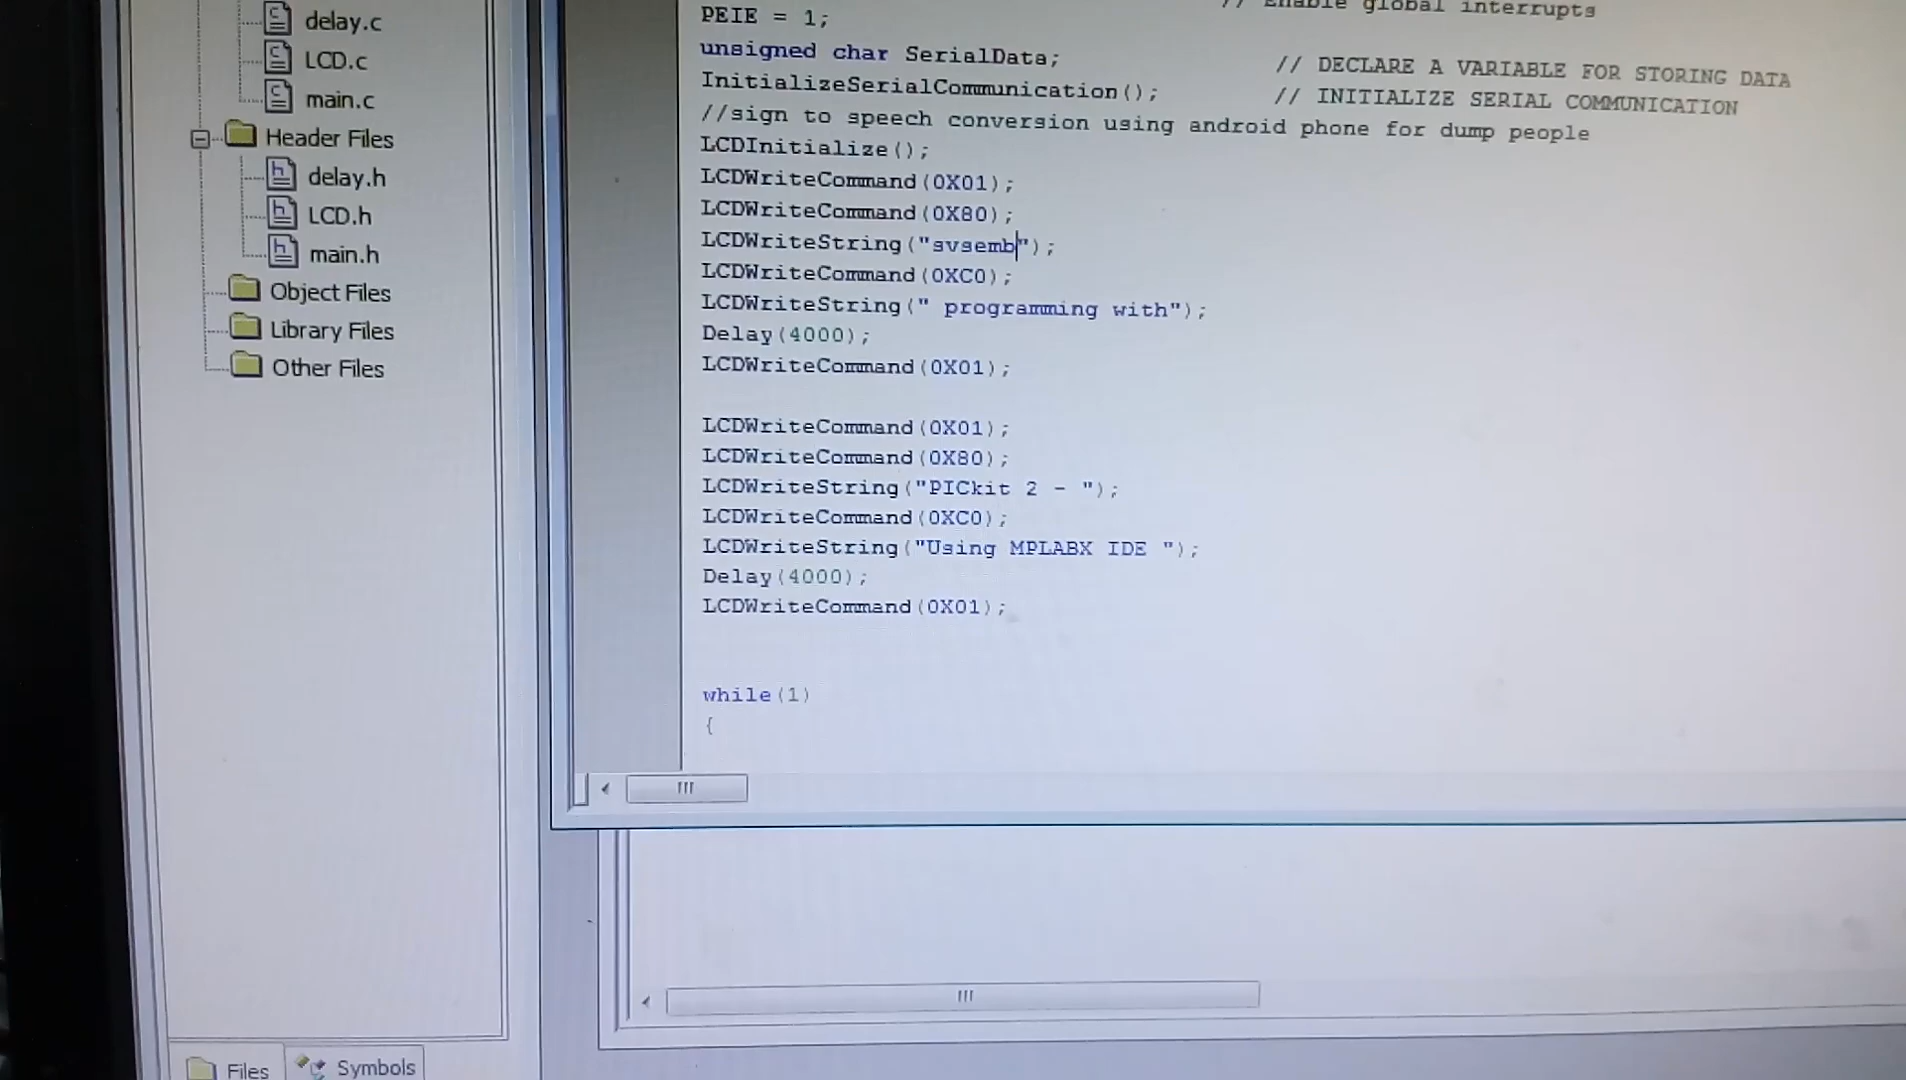 delay.c
LCD.c
main.c
Header Files
delay.h
LCD.h
main.h
Object Files
Library Files
Other Files
Files
Symbols
// Enable global interrupts
PEIE = 1;
unsigned char SerialData; // DECLARE A VARIABLE FOR STORING DATA
InitializeSerialCommunication(); // INITIALIZE SERIAL COMMUNICATION
//sign to speech conversion using android phone for dump people
LCDInitialize();
LCDWriteCommand(0X01);
LCDWriteCommand(0X80);
LCDWriteString("svsemb");
LCDWriteCommand(0XC0);
LCDWriteString(" programming with");
Delay(4000);
LCDWriteCommand(0X01);
LCDWriteCommand(0X01);
LCDWriteCommand(0X80);
LCDWriteString("PICkit 2 - ");
LCDWriteCommand(0XC0);
LCDWriteString("Using MPLABX IDE ");
Delay(4000);
LCDWriteCommand(0X01);
while(1)
{